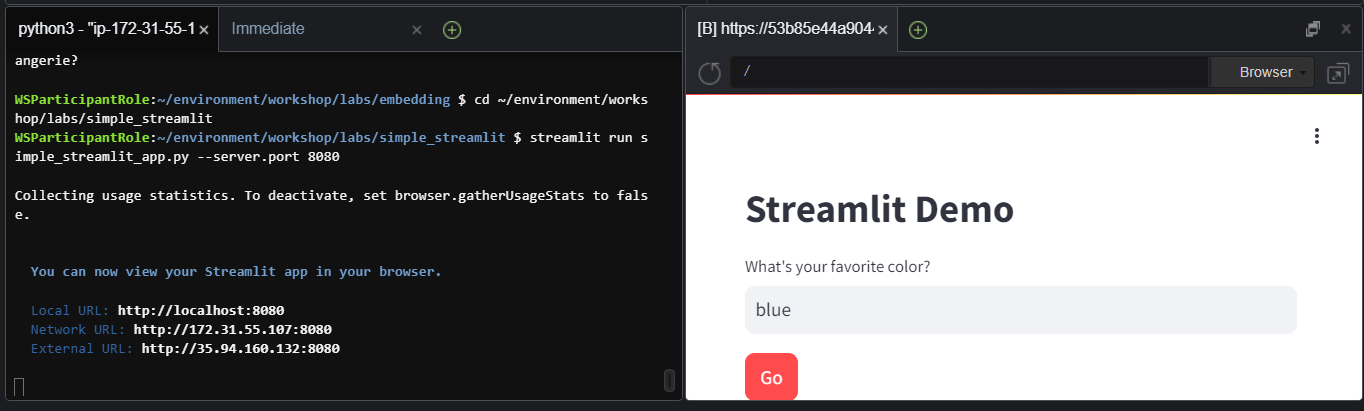 python3 - "ip-172-31-55-1
Immediate
angerie?
WSParticipantRole:~/environment/workshop/labs/embedding $ cd ~/environment/works
hop/labs/simple_streamlit
WSParticipantRole:~/environment/workshop/labs/simple_streamlit $ streamlit run s
imple_streamlit_app.py --server.port 8080
Collecting usage statistics. To deactivate, set browser.gatherUsageStats to fals
e.
You can now view your Streamlit app in your browser.
Local URL: http://localhost:8080
Network URL: http://172.31.55.107:8080
External URL: http://35.94.160.132:8080
[B] https://53b85e44a904
/
Browser
Streamlit Demo
What's your favorite color?
blue
Go